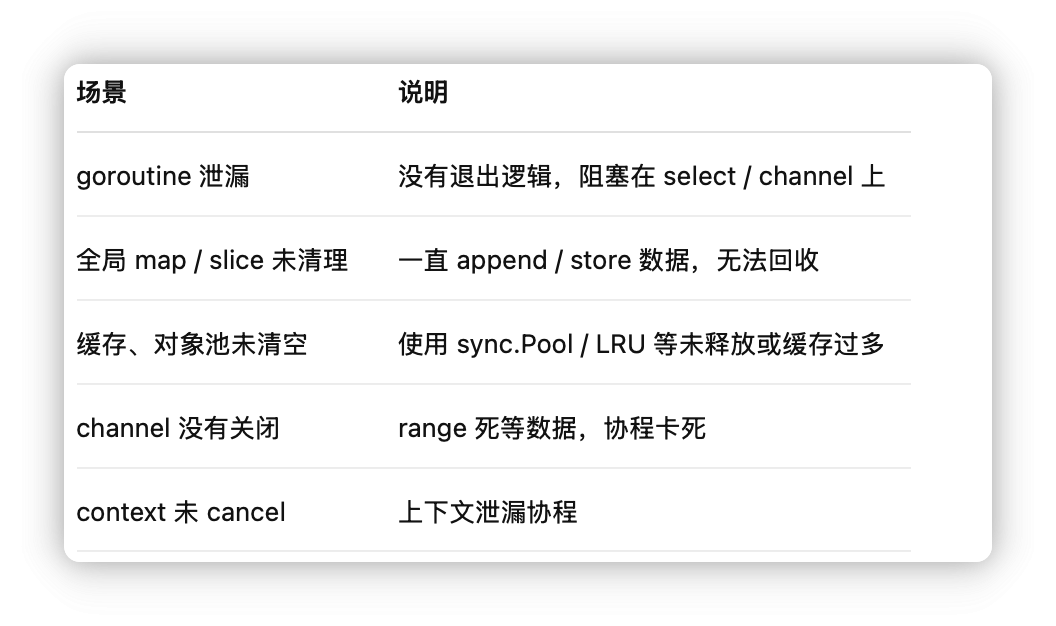 场景 说明
goroutine 泄漏 没有退出逻辑，阻塞在 select / channel 上
全局 map / slice 未清理 一直 append / store 数据，无法回收
缓存、对象池未清空 使用 sync.Pool / LRU 等未释放或缓存过多
channel 没有关闭 range 死等数据，协程卡死
context 未 cancel 上下文泄漏协程